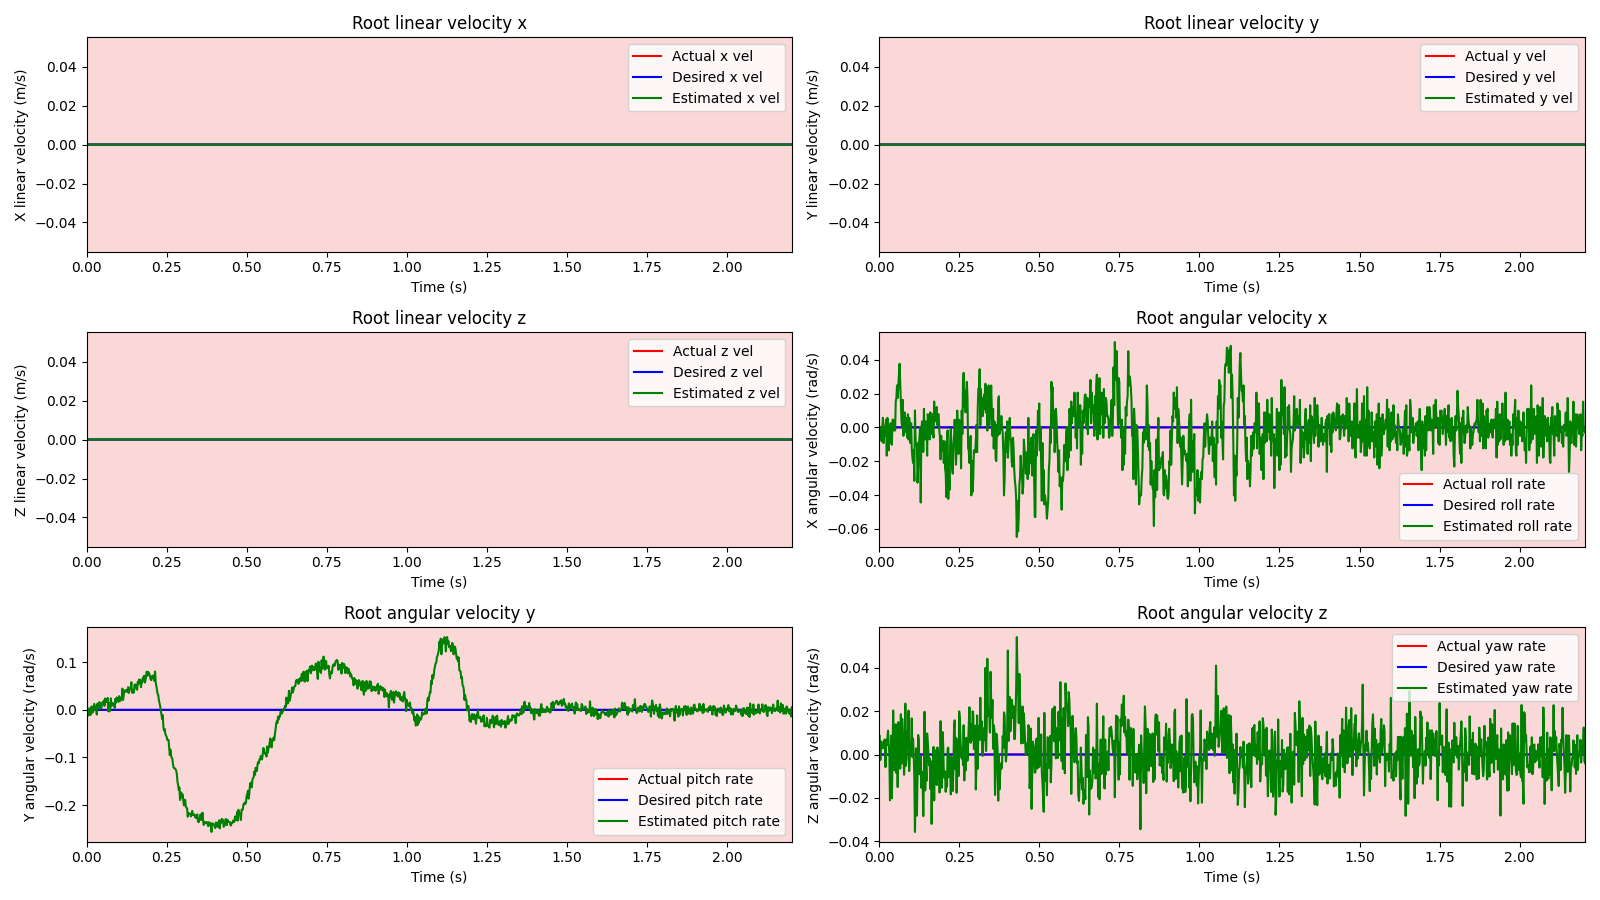 Root linear velocity x
X linear velocity (m/s)
0.04
0.02
0.00
−0.02
−0.04
Actual x vel
Desired x vel
Estimated x vel
0.00 0.25 0.50 0.75 1.00 1.25 1.50 1.75 2.00
Time (s)
Root linear velocity y
Y linear velocity (m/s)
0.04
0.02
0.00
−0.02
−0.04
Actual y vel
Desired y vel
Estimated y vel
0.00 0.25 0.50 0.75 1.00 1.25 1.50 1.75 2.00
Time (s)
Root linear velocity z
Z linear velocity (m/s)
0.04
0.02
0.00
−0.02
−0.04
Actual z vel
Desired z vel
Estimated z vel
0.00 0.25 0.50 0.75 1.00 1.25 1.50 1.75 2.00
Time (s)
Root angular velocity x
X angular velocity (rad/s)
0.04
0.02
0.00
−0.02
−0.04
−0.06
Actual roll rate
Desired roll rate
Estimated roll rate
0.00 0.25 0.50 0.75 1.00 1.25 1.50 1.75 2.00
Time (s)
Root angular velocity y
Y angular velocity (rad/s)
0.1
0.0
−0.1
−0.2
Actual pitch rate
Desired pitch rate
Estimated pitch rate
0.00 0.25 0.50 0.75 1.00 1.25 1.50 1.75 2.00
Time (s)
Root angular velocity z
Z angular velocity (rad/s)
0.04
0.02
0.00
−0.02
−0.04
Actual yaw rate
Desired yaw rate
Estimated yaw rate
0.00 0.25 0.50 0.75 1.00 1.25 1.50 1.75 2.00
Time (s)